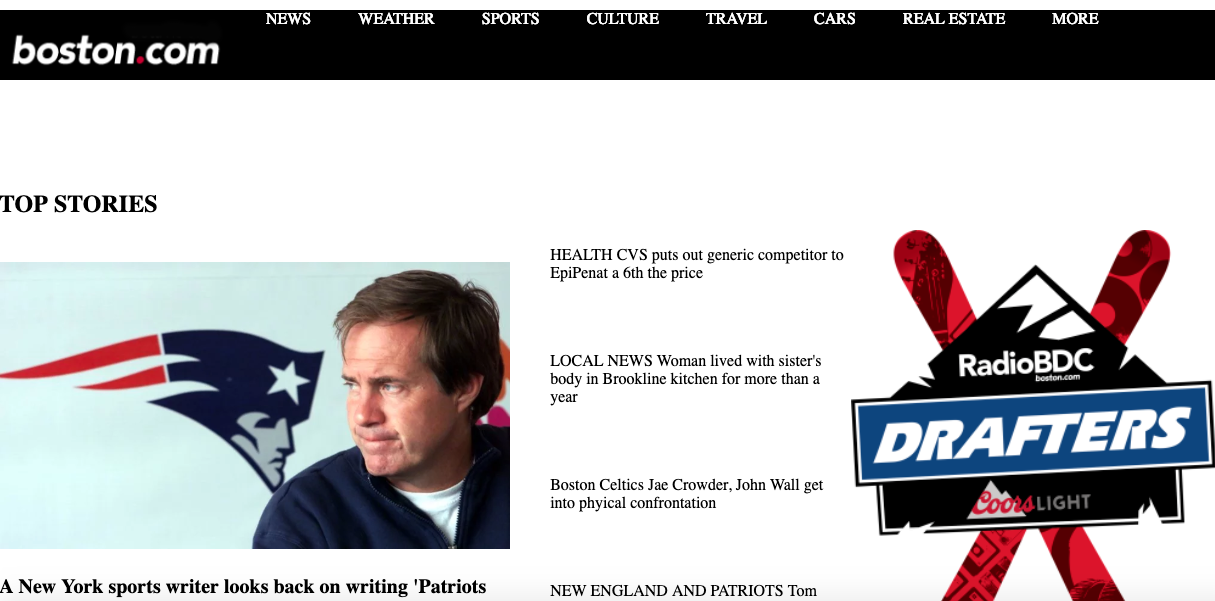 NEWS WEATHER SPORTS CULTURE TRAVEL CARS REAL ESTATE MORE
boston.com
TOP STORIES
HEALTH CVS puts out generic competitor to
EpiPenat a 6th the price
LOCAL NEWS Woman lived with sister's
body in Brookline kitchen for more than a
year
Boston Celtics Jae Crowder, John Wall get
into phyical confrontation
NEW ENGLAND AND PATRIOTS Tom
A New York sports writer looks back on writing 'Patriots
RadioBDC
boston.com
DRAFTERS
Coors LIGHT